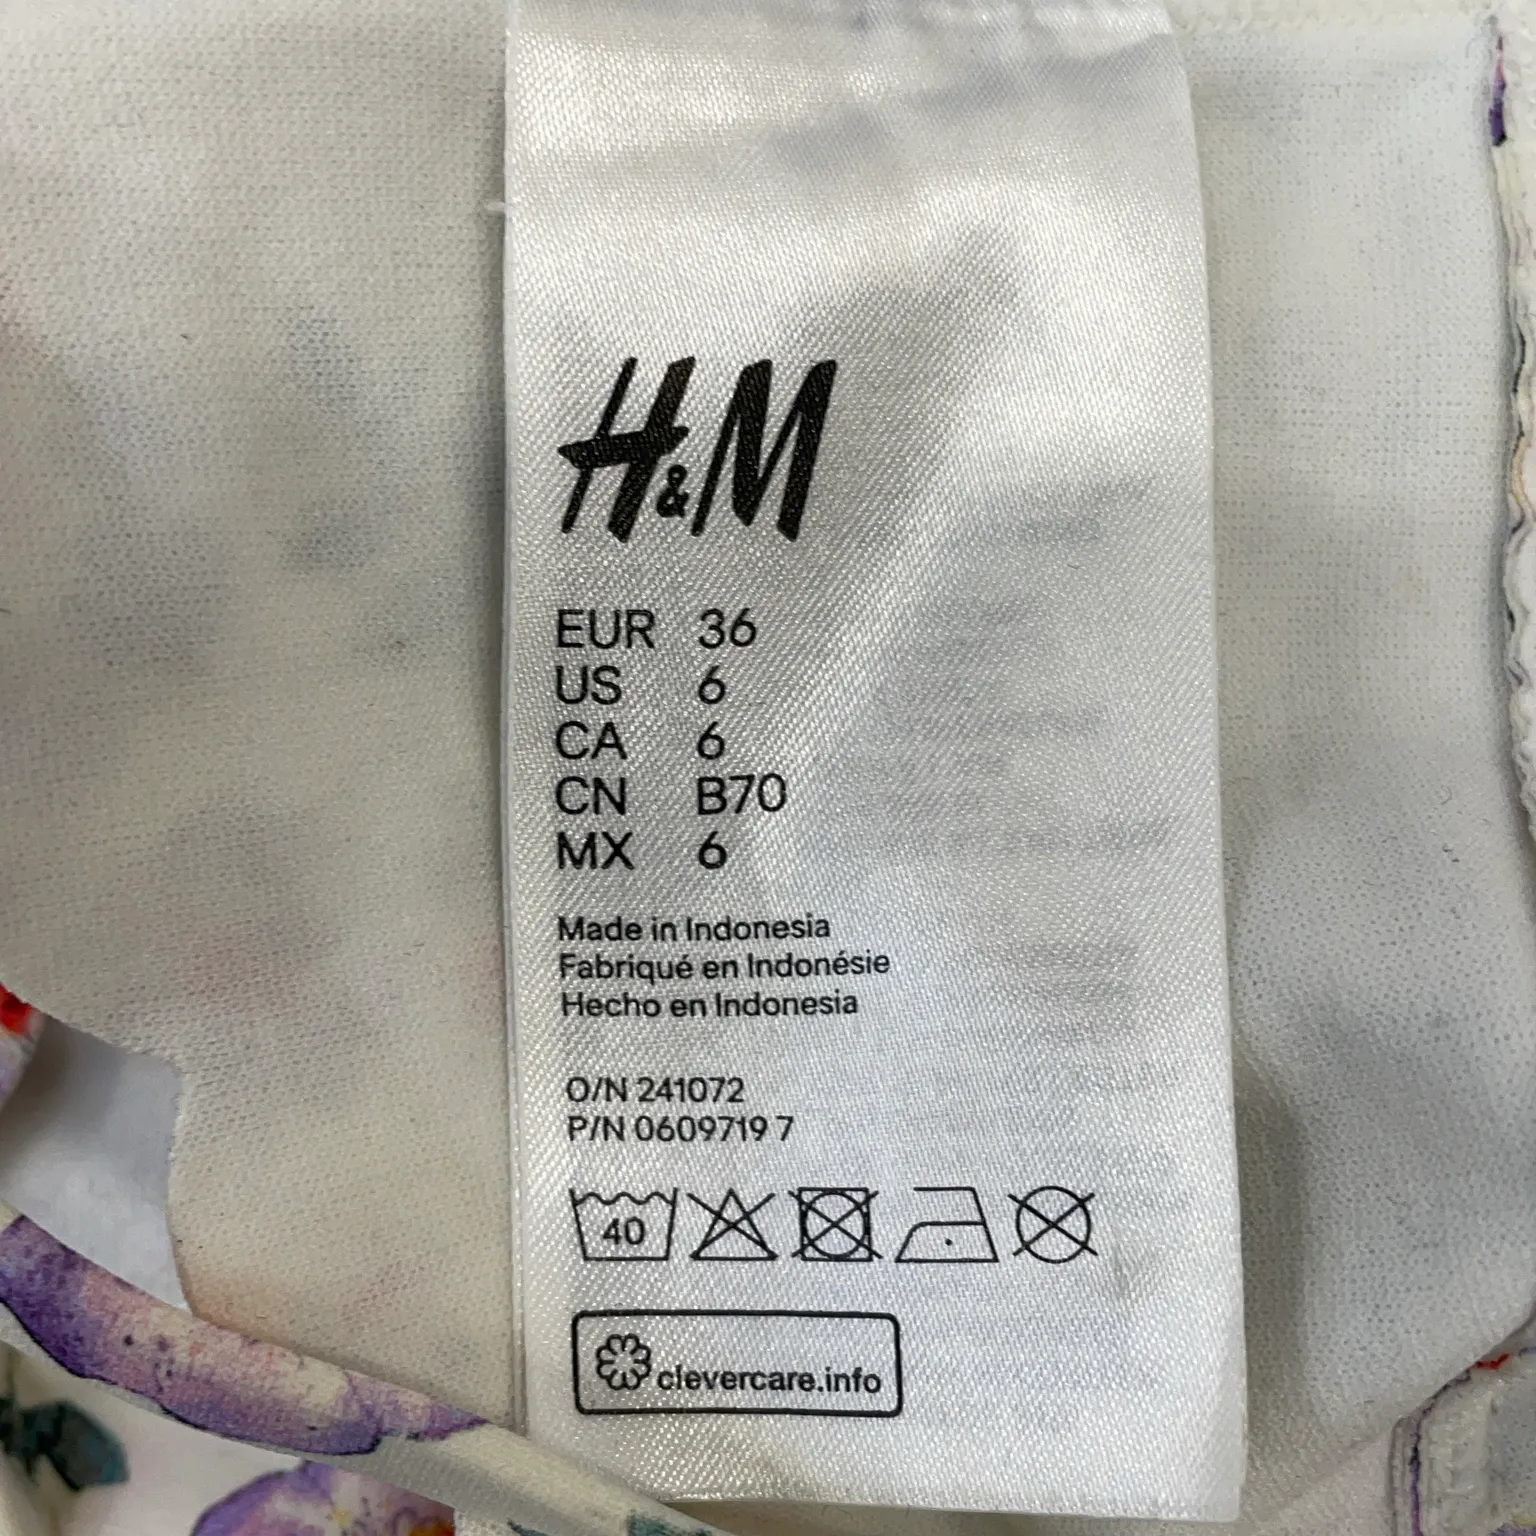 H&M
EUR 36
US 6
CA 6
CN B70
MX 6
Made in Indonesia
Fabriqué en Indonésie
Hecho en Indonesia
O/N 241072
P/N 0609719 7
40
clevercare.info